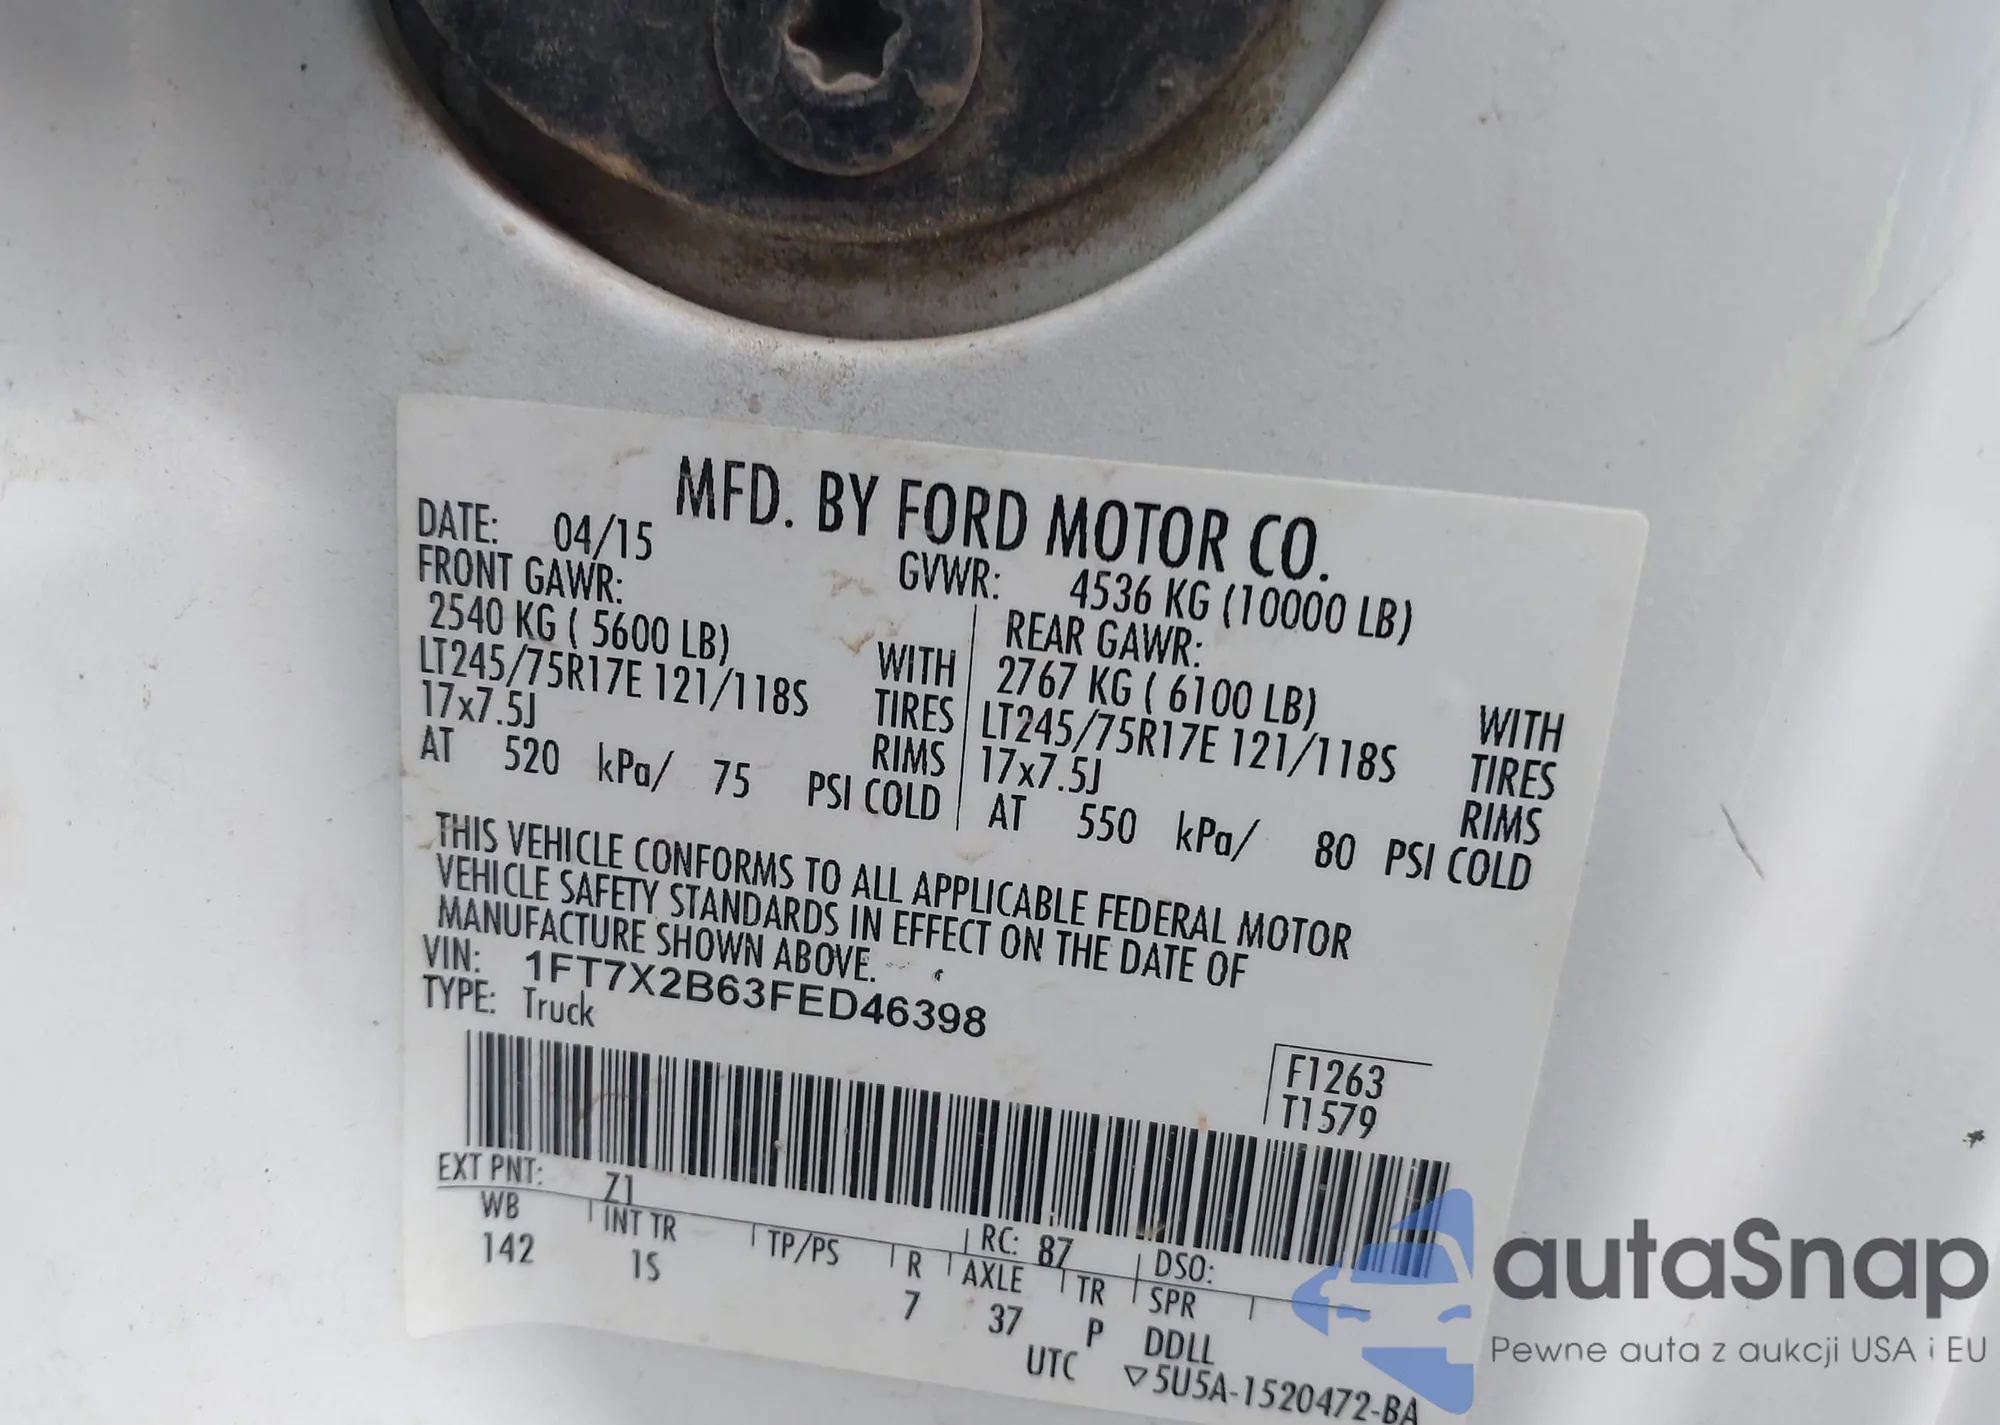 MFD. BY FORD MOTOR CO.
DATE: 04/15 GVWR: 4536 KG (10000 LB)
FRONT GAWR: REAR GAWR:
2540 KG ( 5600 LB) WITH 2767 KG ( 6100 LB) WITH
LT245/75R17E 121/118S TIRES LT245/75R17E 121/118S TIRES
17x7.5J RIMS 17x7.5J RIMS
AT 520 kPa/ 75 PSI COLD AT 550 kPa/ 80 PSI COLD
THIS VEHICLE CONFORMS TO ALL APPLICABLE FEDERAL MOTOR
VEHICLE SAFETY STANDARDS IN EFFECT ON THE DATE OF
MANUFACTURE SHOWN ABOVE.
VIN: 1FT7X2B63FED46398
TYPE: Truck
F1263
T1579
EXT PNT: Z1 RC: 87 DSO:
WB INT TR TP/PS R AXLE TR SPR
142 1S 7 37 P DDLL
UTC ▽5U5A-1520472-BA
autaSnap
Pewne auta z aukcji USA i EU